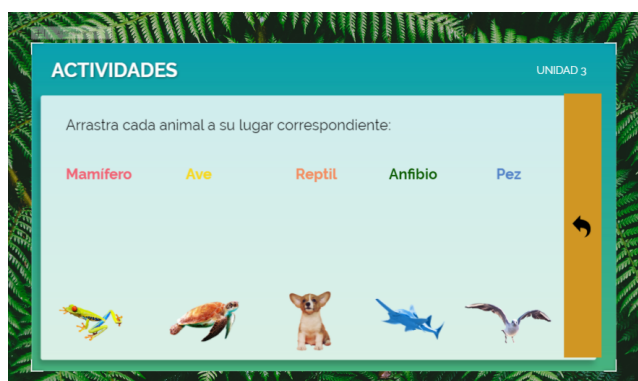 ACTIVIDADES
UNIDAD 3
Arrastra cada animal a su lugar correspondiente:
Mamífero Ave Reptil Anfibio Pez